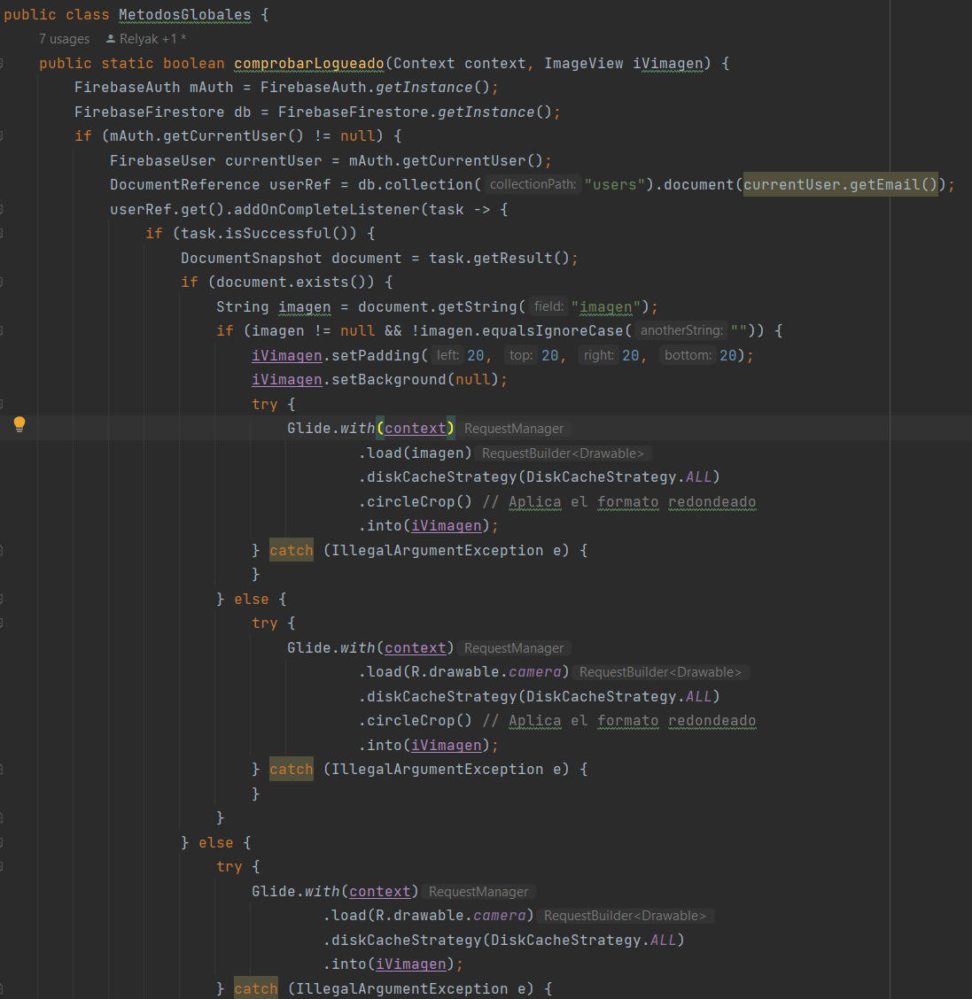 public class MetodosGlobales {
7 usages Relyak +1 *
public static boolean comprobarLogueado(Context context, ImageView iVimagen) {
FirebaseAuth mAuth = FirebaseAuth.getInstance();
FirebaseFirestore db = FirebaseFirestore.getInstance();
if (mAuth.getCurrentUser() != null) {
FirebaseUser currentUser = mAuth.getCurrentUser();
DocumentReference userRef = db.collection( collectionPath: "users").document(currentUser.getEmail());
userRef.get().addOnCompleteListener(task -> {
if (task.isSuccessful()) {
DocumentSnapshot document = task.getResult();
if (document.exists()) {
String imagen = document.getString( field: "imagen");
if (imagen != null && !imagen.equalsIgnoreCase( anotherString: "")) {
iVimagen.setPadding( left: 20, top: 20, right: 20, bottom: 20);
iVimagen.setBackground(null);
try {
Glide.with(context) RequestManager
.load(imagen) RequestBuilder<Drawable>
.diskCacheStrategy(DiskCacheStrategy.ALL)
.circleCrop() // Aplica el formato redondeado
.into(iVimagen);
} catch (IllegalArgumentException e) {
}
} else {
try {
Glide.with(context) RequestManager
.load(R.drawable.camera) RequestBuilder<Drawable>
.diskCacheStrategy(DiskCacheStrategy.ALL)
.circleCrop() // Aplica el formato redondeado
.into(iVimagen);
} catch (IllegalArgumentException e) {
}
}
} else {
try {
Glide.with(context) RequestManager
.load(R.drawable.camera) RequestBuilder<Drawable>
.diskCacheStrategy(DiskCacheStrategy.ALL)
.into(iVimagen);
} catch (IllegalArgumentException e) {